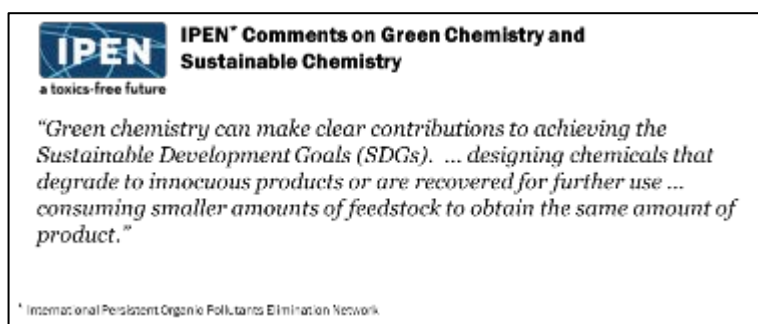 IPEN
a toxics-free future
IPEN* Comments on Green Chemistry and
Sustainable Chemistry
“Green chemistry can make clear contributions to achieving the
Sustainable Development Goals (SDGs). ... designing chemicals that
degrade to innocuous products or are recovered for further use ...
consuming smaller amounts of feedstock to obtain the same amount of
product.”
* International Persistent Organic Pollutants Elimination Network